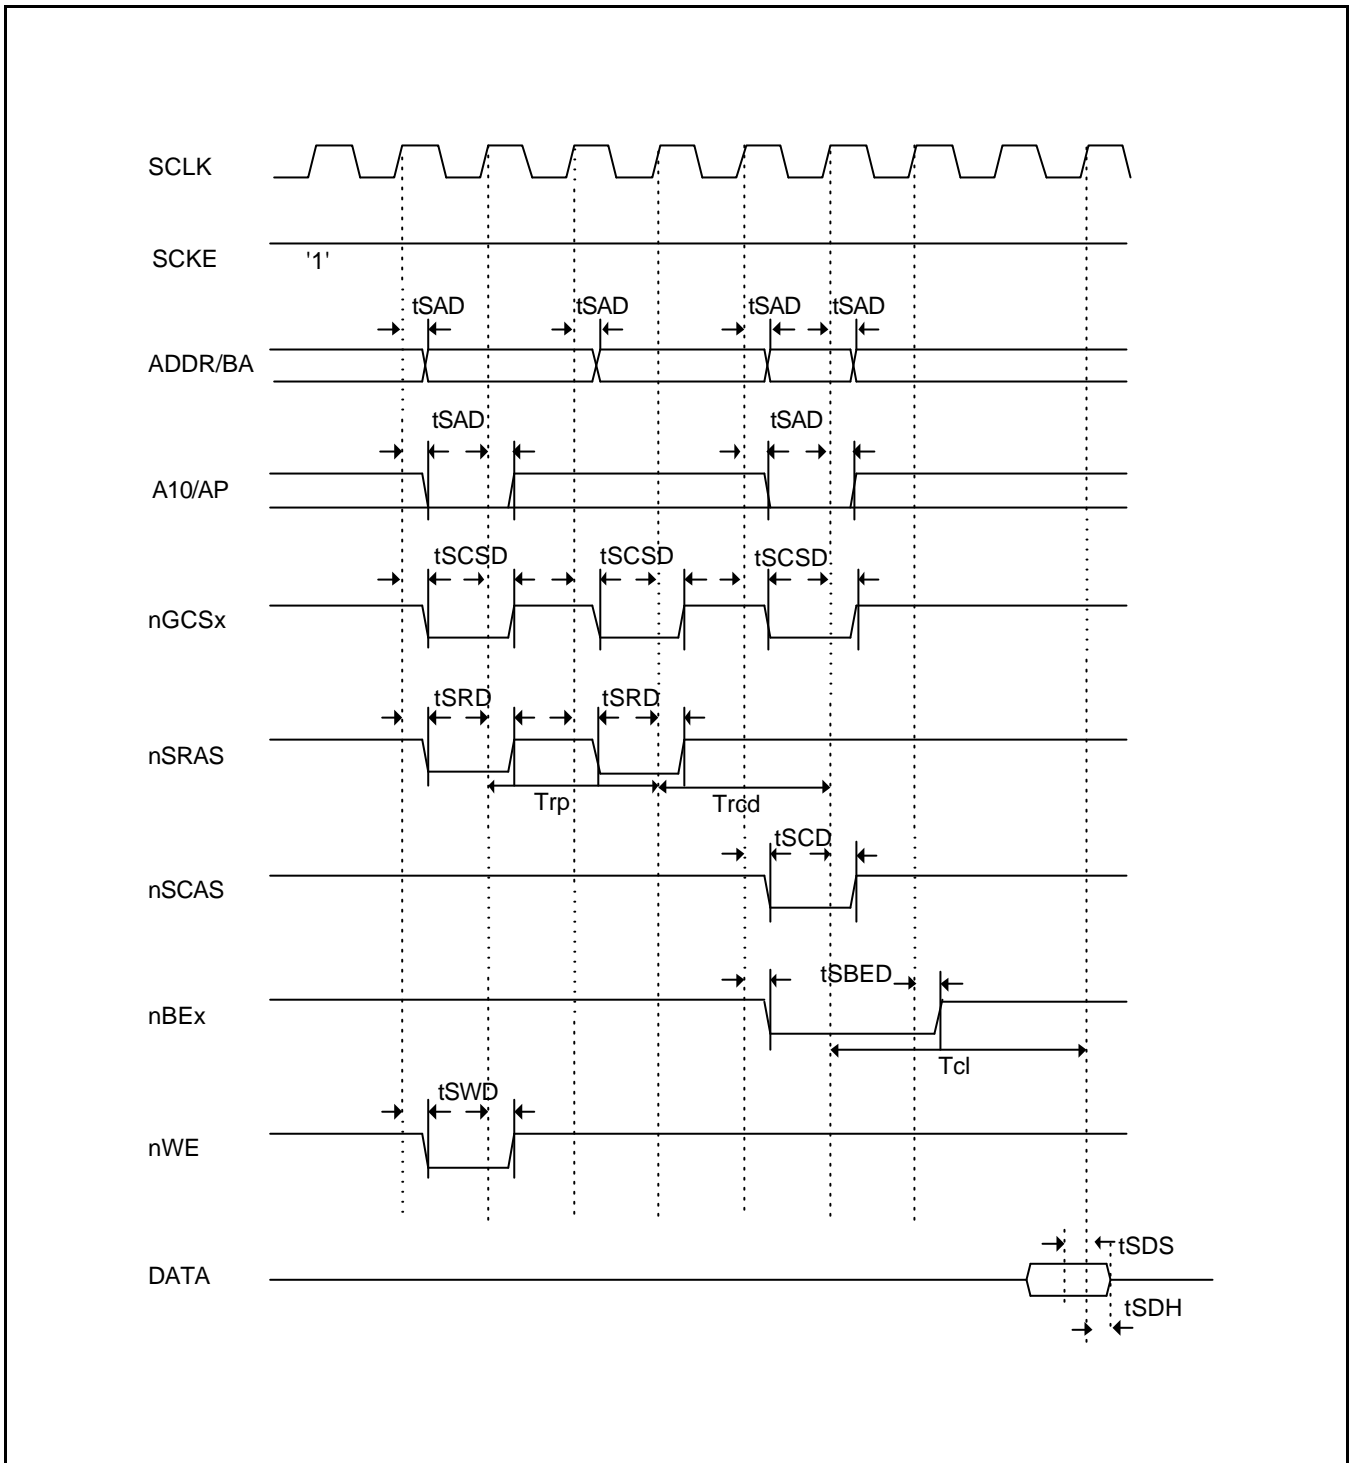 SCLK
SCKE '1'
tSAD tSAD tSAD tSAD
ADDR/BA
tSAD tSAD
A10/AP
tSCSD tSCSD tSCSD
nGCSx
tSRD tSRD
nSRAS
Trp Trcd
tSCD
nSCAS
tSBED
nBEx
Tcl
tSWD
nWE
tSDS
DATA
tSDH